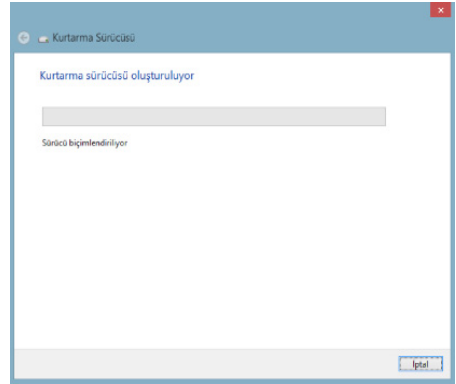 Kurtarma Sürücüsü
Kurtarma sürücüsü oluşturuluyor
Sürücü biçimlendiriliyor
İptal